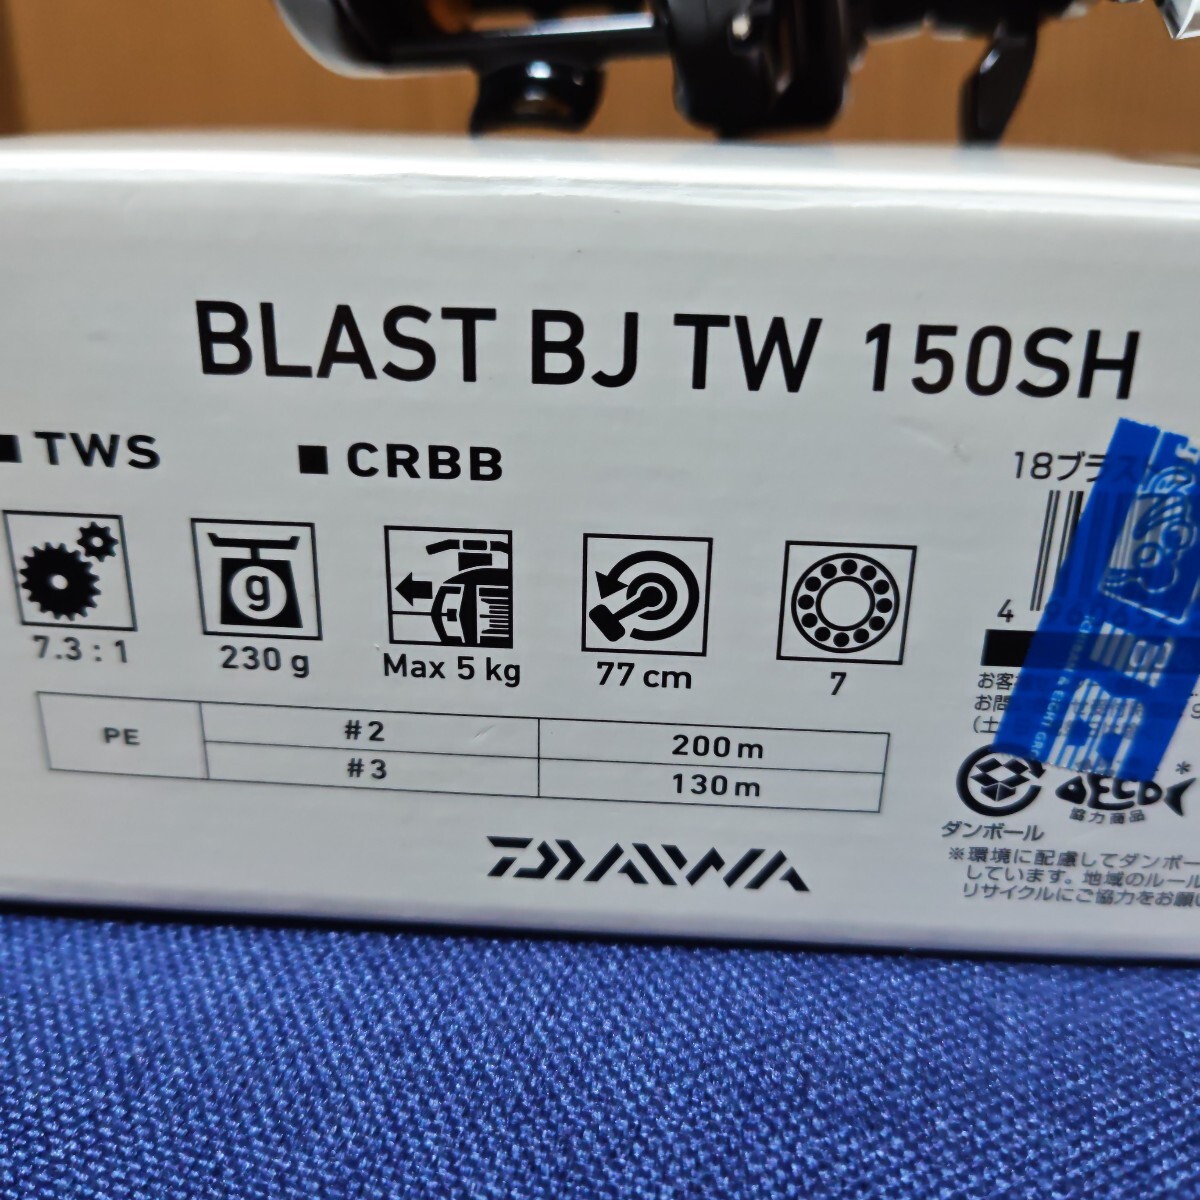 BLAST BJ TW 150SH
■ TWS
■ CRBB
18ブラスト
g
7.3 : 1
230 g
Max 5 kg
77 cm
7
4
PE
#2
200 m
#3
130 m
お客
お問
(土
DAIWA
ダンボール
協力商品
※環境に配慮してダンボー
しています。地域のルール
リサイクルにご協力をお願い